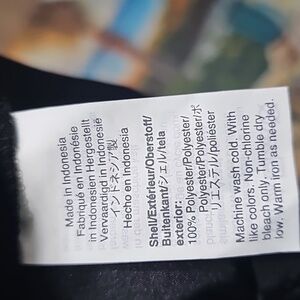 Made in Indonesia
Fabriqué en Indonésie
in Indonesien Hergestellt
Vervaardigd in Indonesië
インドネシア製
Hecho en Indonesia
Shell/Extérieur/Oberstoff/
Buitenkant/シェル/tela
exterior:
100% Polyester/Polyester/
Polyester/Polyester/ポ
リエステル/poliéster
Machine wash cold. With
like colors. Non-chlorine
bleach only. Tumble dry
low. Warm iron as needed.